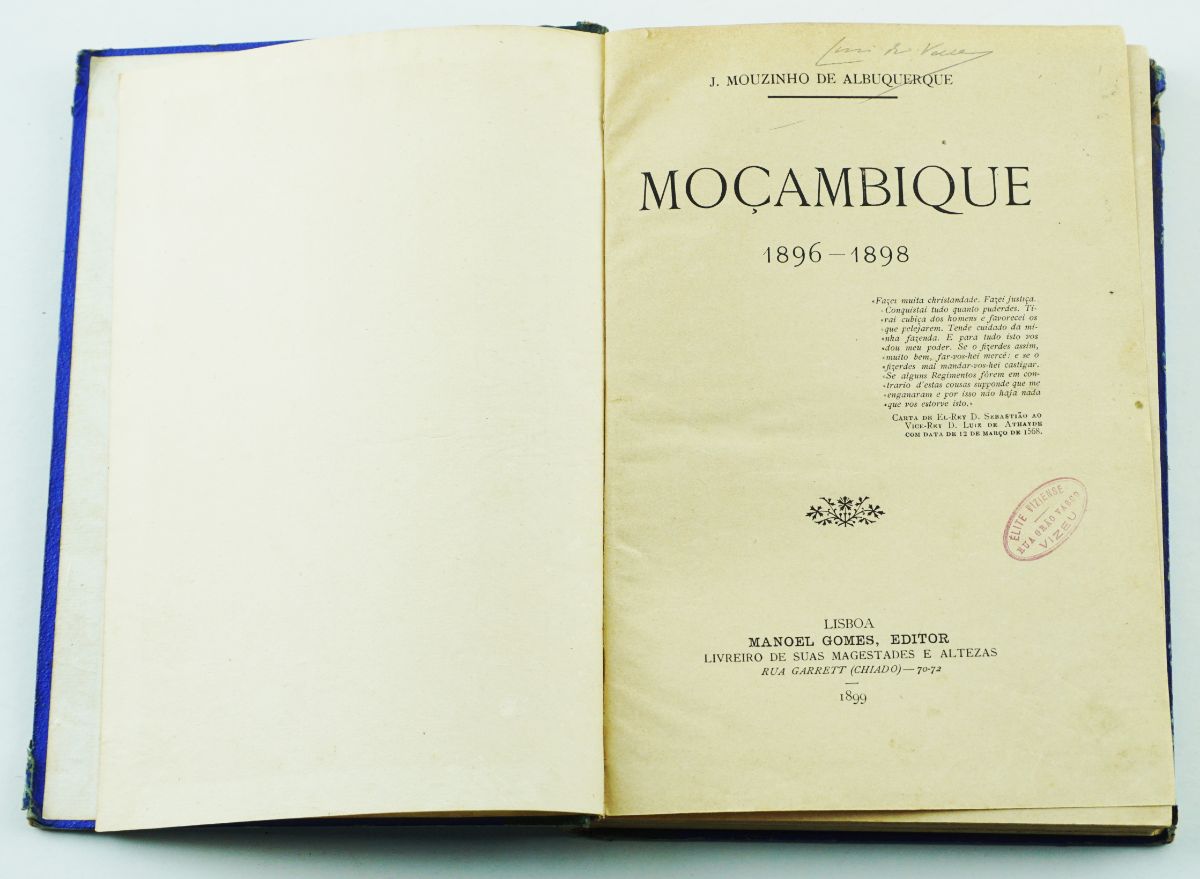 J. MOUZINHO DE ALBUQUERQUE
MOÇAMBIQUE
1896–1898
«Fazei muita christandade. Fazei justiça.
«Conquistai tudo quanto puderdes. Ti-
«rai cubiça dos homens e favorecei os
«que pelejarem. Tende cuidado da mi-
«nha fazenda. E para tudo isto vos
«dou meu poder. Se o fizerdes assim,
«muito bem, far-vos-hei mercê: e se o
«fizerdes mal mandar-vos-hei castigar.
«Se alguns Regimentos fôrem em con-
«trario d'estas cousas supponde que me
«enganaram e por isso não haja nada
«que vos estorve isto.»
CARTA DE EL-REY D. SEBASTIÃO AO
VICE-REY D. LUIZ DE ATHAYDE
COM DATA DE 12 DE MARÇO DE 1568.
ÉLITE VIZIENSE
RUA GRÃO VASCO
VIZEU
LISBOA
MANOEL GOMES, EDITOR
LIVREIRO DE SUAS MAGESTADES E ALTEZAS
RUA GARRETT (CHIADO)—70-72
1899